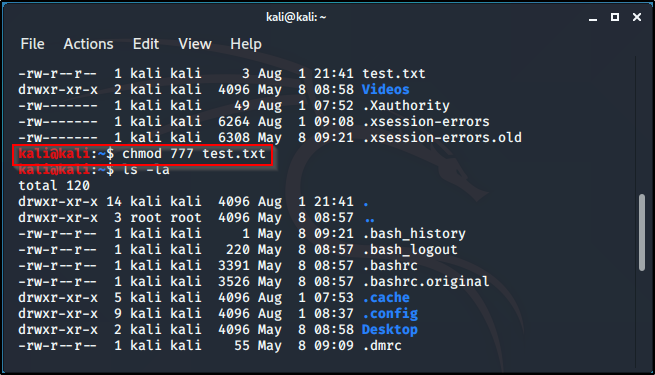 kali@kali: ~
File Actions Edit View Help
-rw-r--r-- 1 kali kali 3 Aug 1 21:41 test.txt
drwxr-xr-x 2 kali kali 4096 May 8 08:58 Videos
-rw------- 1 kali kali 49 Aug 1 07:52 .Xauthority
-rw------- 1 kali kali 6264 Aug 1 09:08 .xsession-errors
-rw------- 1 kali kali 6308 May 8 09:21 .xsession-errors.old
kali@kali:~$ chmod 777 test.txt
kali@kali:~$ ls -la
total 120
drwxr-xr-x 14 kali kali 4096 Aug 1 21:41 .
drwxr-xr-x 3 root root 4096 May 8 08:57 ..
-rw-r--r-- 1 kali kali 1 May 8 09:21 .bash_history
-rw-r--r-- 1 kali kali 220 May 8 08:57 .bash_logout
-rw-r--r-- 1 kali kali 3391 May 8 08:57 .bashrc
-rw-r--r-- 1 kali kali 3526 May 8 08:57 .bashrc.original
drwxr-xr-x 5 kali kali 4096 Aug 1 07:53 .cache
drwxr-xr-x 9 kali kali 4096 Aug 1 08:37 .config
drwxr-xr-x 2 kali kali 4096 May 8 08:58 Desktop
-rw-r--r-- 1 kali kali 55 May 8 09:09 .dmrc